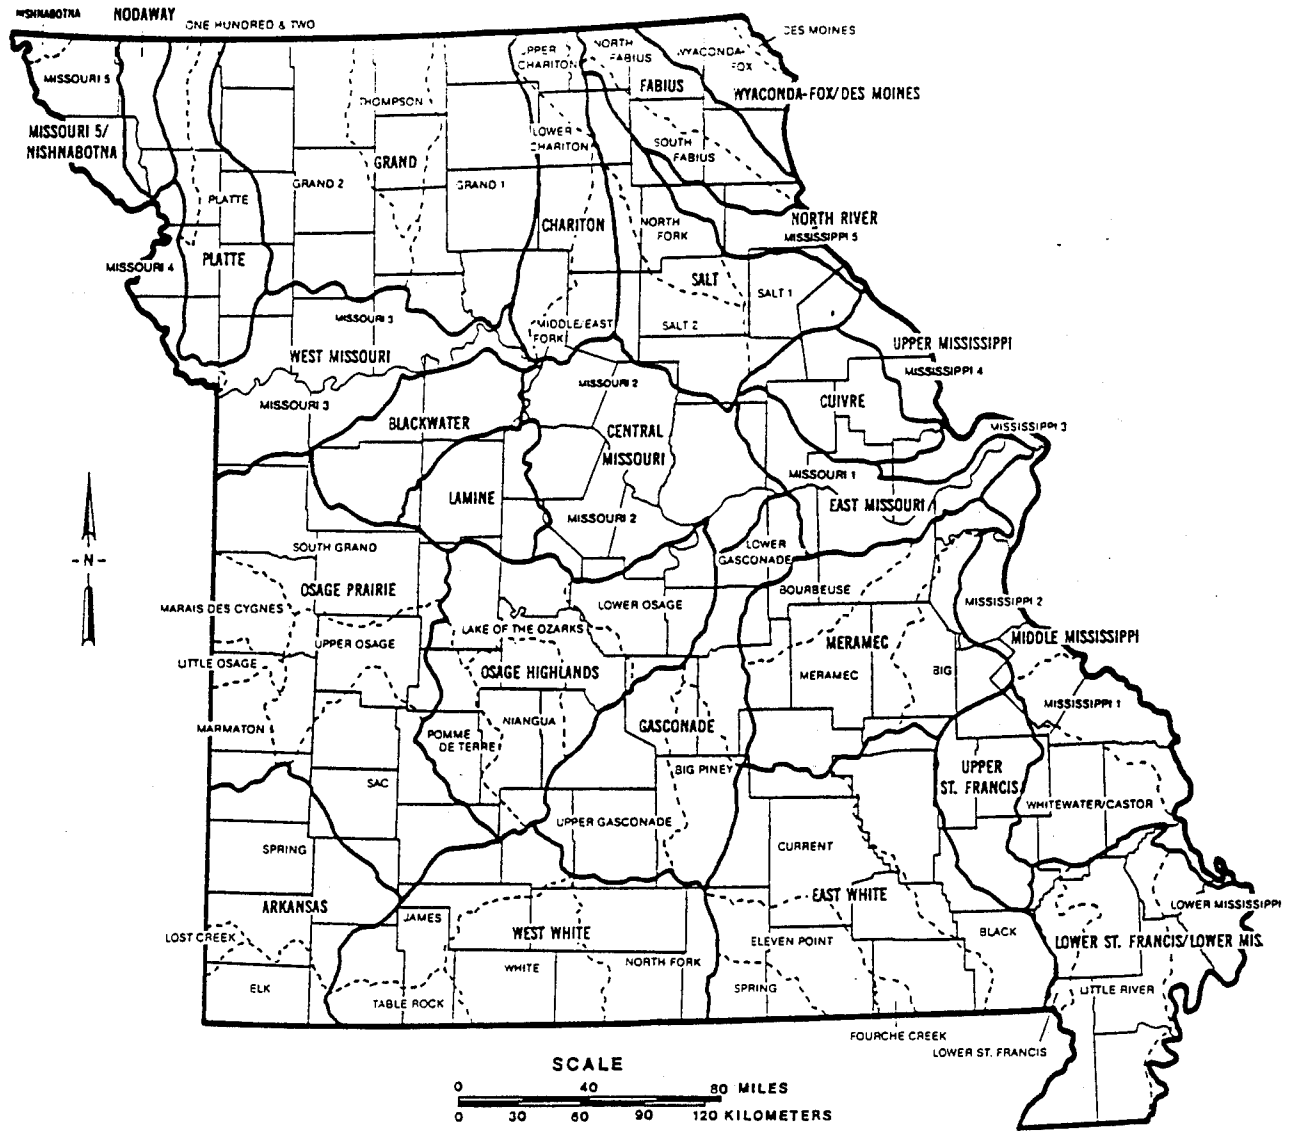 NISHNABOTNA
NODAWAY
ONE HUNDRED & TWO
DES MOINES
UPPER
CHARITON
NORTH
FABIUS
WYACONDA-
FOX
MISSOURI 5
FABIUS
WYACONDA-FOX/DES MOINES
THOMPSON
MISSOURI 5/
NISHNABOTNA
LOWER
CHARITON
SOUTH
FABIUS
GRAND
GRAND 2
GRAND 1
PLATTE
CHARITON
NORTH
FORK
NORTH RIVER
MISSISSIPPI 5
MISSOURI 4
PLATTE
SALT
SALT 1
MISSOURI 3
MIDDLE/EAST
FORK
SALT 2
WEST MISSOURI
UPPER MISSISSIPPI
MISSISSIPPI 4
MISSOURI 2
MISSOURI 3
CUIVRE
BLACKWATER
CENTRAL
MISSOURI
MISSISSIPPI 3
MISSOURI 1
LAMINE
EAST MISSOURI
MISSOURI 2
SOUTH GRAND
LOWER
GASCONADE
OSAGE PRAIRIE
BOURBEUSE
MARAIS DES CYGNES
LOWER OSAGE
MISSISSIPPI 2
LAKE OF THE OZARKS
MIDDLE MISSISSIPPI
UPPER OSAGE
MERAMEC
LITTLE OSAGE
OSAGE HIGHLANDS
MERAMEC
BIG
MISSISSIPPI 1
MARMATON
POMME
DE TERRE
NIANGUA
GASCONADE
BIG PINEY
UPPER
ST. FRANCIS
SAC
WHITEWATER/CASTOR
UPPER GASCONADE
SPRING
CURRENT
ARKANSAS
EAST WHITE
JAMES
LOWER MISSISSIPPI
LOST CREEK
WEST WHITE
BLACK
ELEVEN POINT
LOWER ST. FRANCIS/LOWER MIS.
WHITE
NORTH FORK
ELK
TABLE ROCK
SPRING
LITTLE RIVER
FOURCHE CREEK
LOWER ST. FRANCIS
N
SCALE
0 40 80 MILES
0 30 60 90 120 KILOMETERS